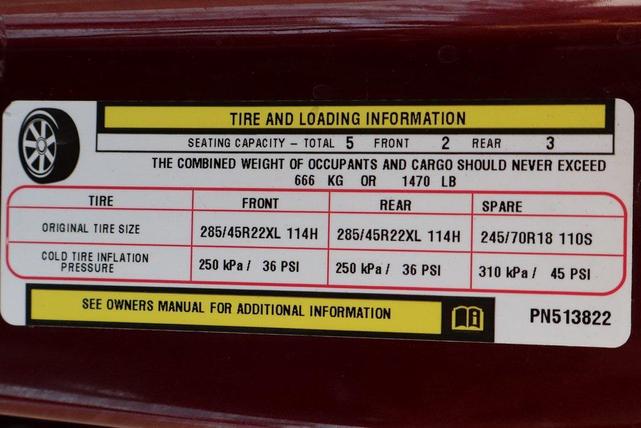 TIRE AND LOADING INFORMATION
SEATING CAPACITY - TOTAL 5 FRONT 2 REAR 3
THE COMBINED WEIGHT OF OCCUPANTS AND CARGO SHOULD NEVER EXCEED
666 KG OR 1470 LB
TIRE FRONT REAR SPARE
ORIGINAL TIRE SIZE 285/45R22XL 114H 285/45R22XL 114H 245/70R18 110S
COLD TIRE INFLATION
PRESSURE 250 kPa / 36 PSI 250 kPa / 36 PSI 310 kPa / 45 PSI
SEE OWNERS MANUAL FOR ADDITIONAL INFORMATION PN513822